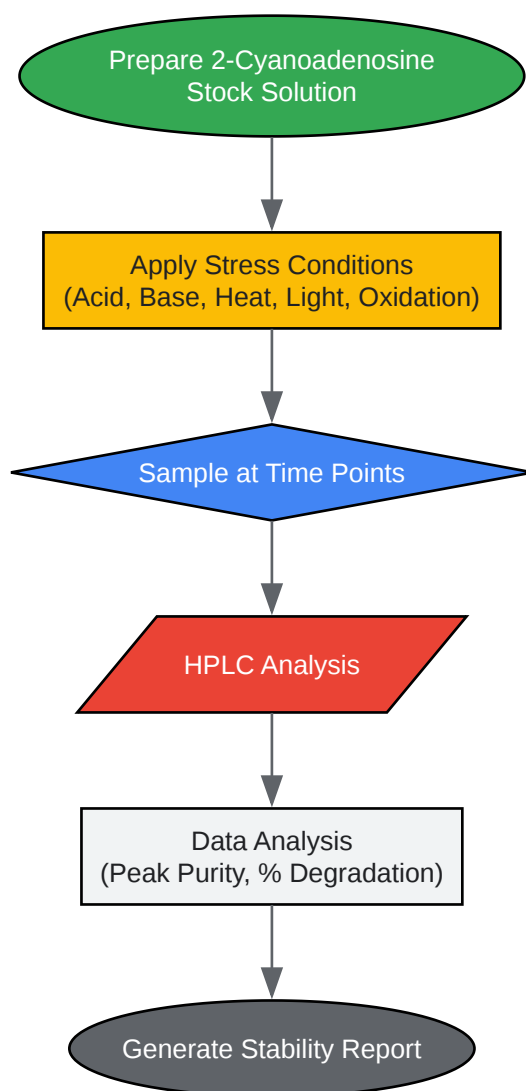 Prepare 2-Cyanoadenosine
Stock Solution
Apply Stress Conditions
(Acid, Base, Heat, Light, Oxidation)
Sample at Time Points
HPLC Analysis
Data Analysis
(Peak Purity, % Degradation)
Generate Stability Report